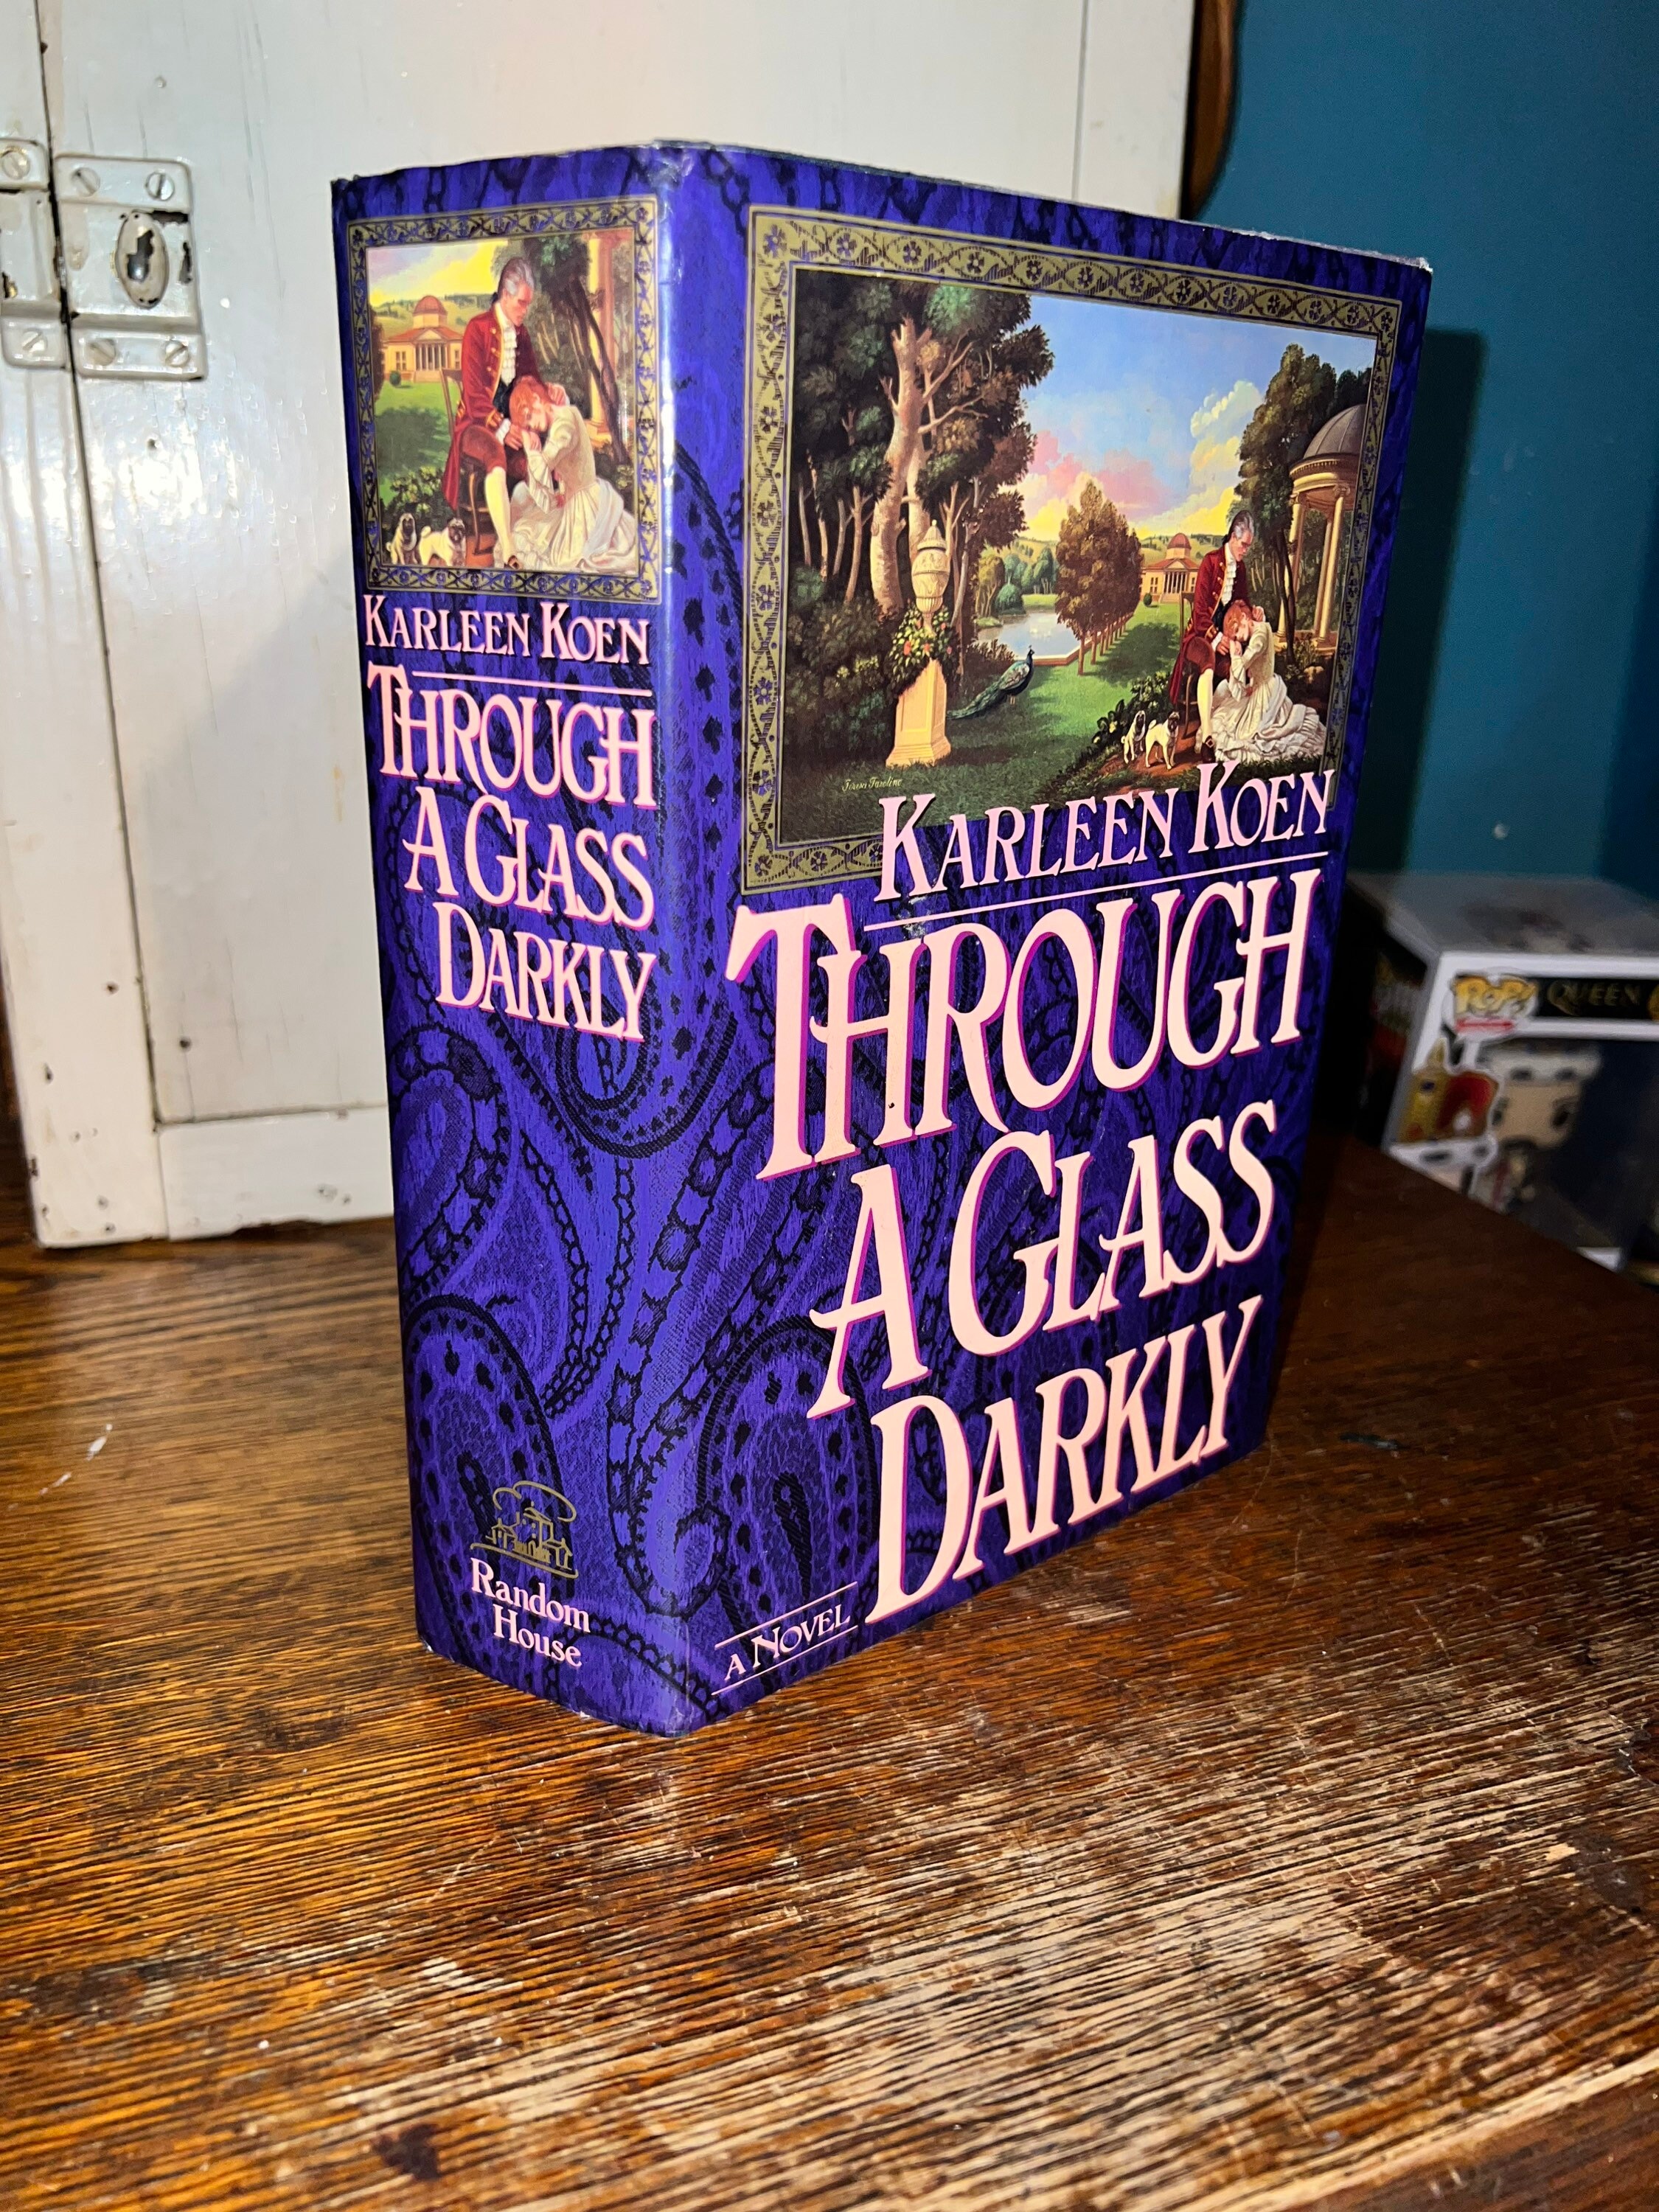 KARLEEN KOEN
THROUGH
A GLASS
DARKLY
Random
House
KARLEEN KOEN
THROUGH
A GLASS
DARKLY
A NOVEL
POP!
QUEEN